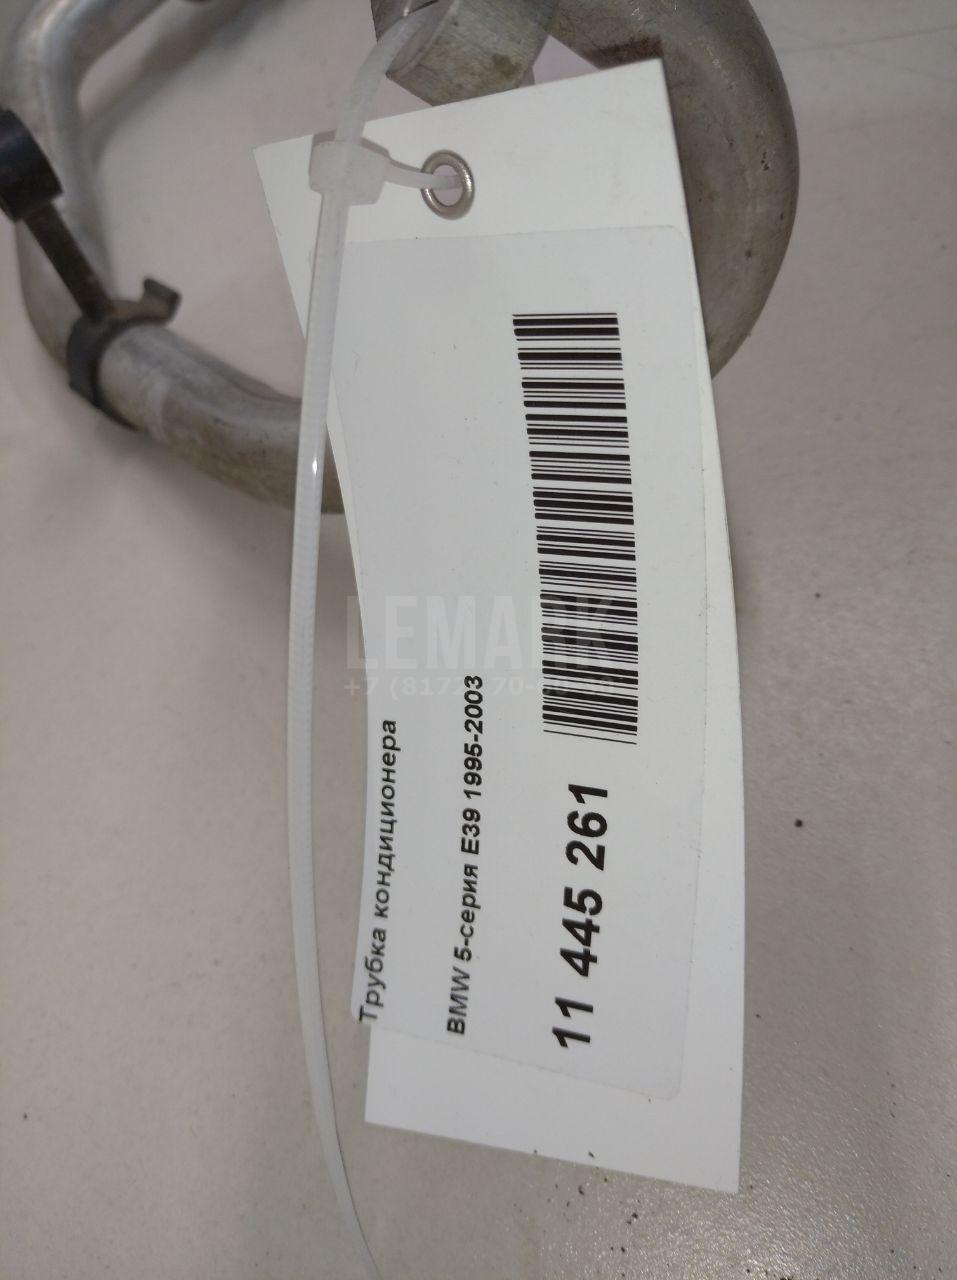 Трубка кондиционера
BMW 5-серия E39 1995-2003
11 445 261
LEMARK